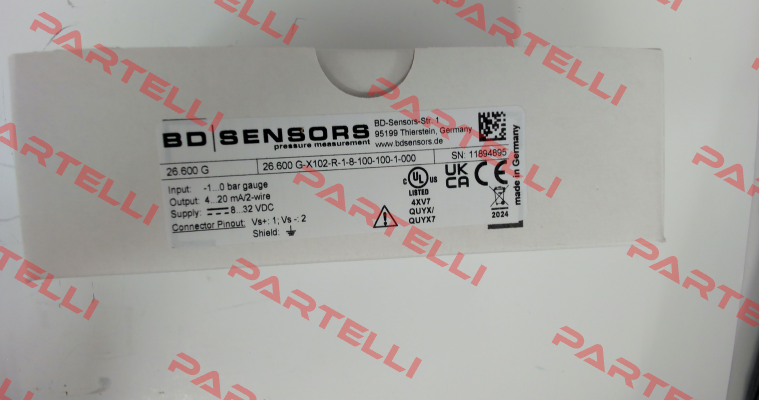 BD SENSORS
pressure measurement
BD-Sensors-Str. 1
95199 Thierstein, Germany
www.bdsensors.de
26.600 G
26.600 G-X102-R-1-8-100-100-1-000
SN: 11894895
Input: -1...0 bar gauge
Output: 4...20 mA/2-wire
Supply: 8...32 VDC
Connector Pinout: Vs+: 1; Vs -: 2
Shield:
c UL US
LISTED
4XV7
QUYX/
QUYX7
UK
CA
CE
2024
made in Germany
PARTELLI
PARTELLI
PARTELLI
PARTELLI
PARTELLI
PARTELLI
PARTELLI
PARTELLI
PARTELLI